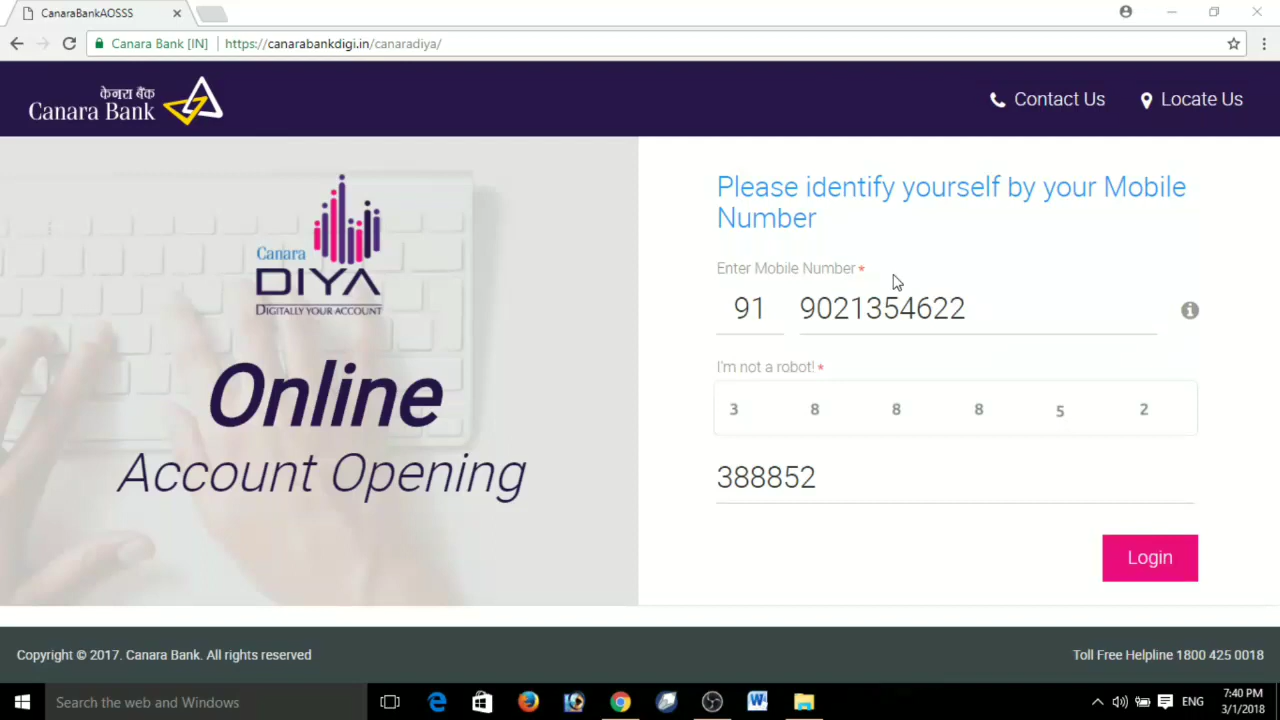 CanaraBankAOSSS
Canara Bank [IN]
https://canarabankdigi.in/canaradiya/
केनरा बैंक
Canara Bank
Contact Us
Locate Us
Canara
DIYA
DIGITALLY YOUR ACCOUNT
Online
Account Opening
Please identify yourself by your Mobile
Number
Enter Mobile Number *
91 9021354622
I'm not a robot! *
3 8 8 8 5 2
388852
Login
Copyright © 2017. Canara Bank. All rights reserved
Toll Free Helpline 1800 425 0018
Search the web and Windows
ENG
7:40 PM
3/1/2018